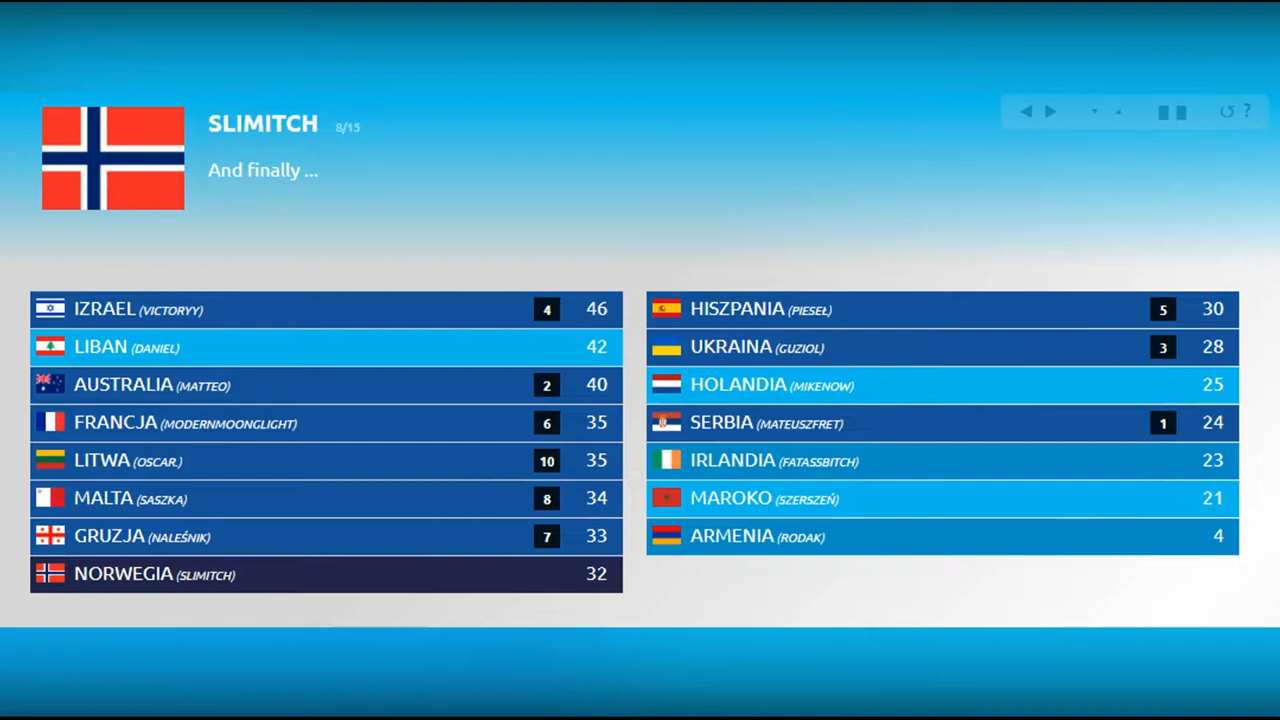 SLIMITCH 8/15
And finally ...
IZRAEL (VICTORYY) 4 46
LIBAN (DANIEL) 42
AUSTRALIA (MATTEO) 2 40
FRANCJA (MODERNMOONGLIGHT) 6 35
LITWA (OSCAR.) 10 35
MALTA (SASZKA) 8 34
GRUZJA (NALEŚNIK) 7 33
NORWEGIA (SLIMITCH) 32
HISZPANIA (PIESEŁ) 5 30
UKRAINA (GUZIOL) 3 28
HOLANDIA (MIKENOW) 25
SERBIA (MATEUSZFRET) 1 24
IRLANDIA (FATASSBITCH) 23
MAROKO (SZERSZEŃ) 21
ARMENIA (RODAK) 4
?